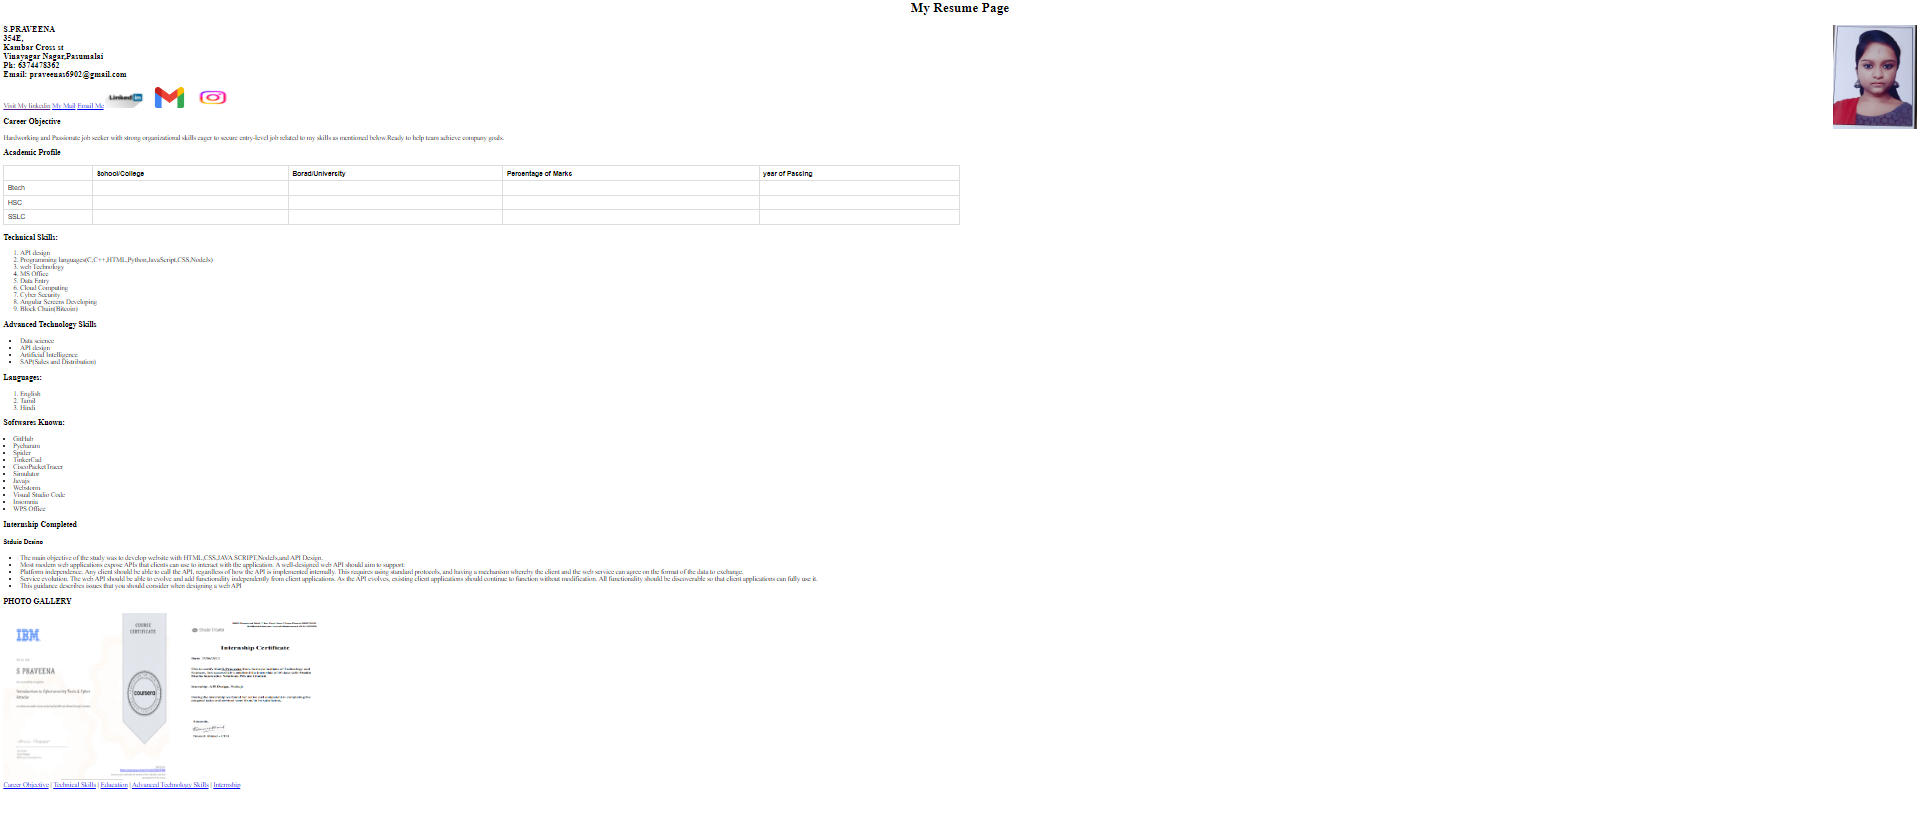 My Resume Page
S.PRAVEENA
354E,
Kambar Cross st
Vinayagar Nagar,Pasumalai
Ph: 6374478362
Email: praveenas6902@gmail.com
Visit My linkedin My Mail Email Me Linked in
Career Objective
Hardworking and Passionate job seeker with strong organizational skills eager to secure entry-level job related to my skills as mentioned below.Ready to help team achieve company goals.
Academic Profile
School/College Borad/University Percentage of Marks year of Passing
Btech
HSC
SSLC
Technical Skills:
1. API design
2. Programming languages(C,C++,HTML,Python,JavaScript,CSS,NodeJs)
3. web Technology
4. MS Office
5. Data Entry
6. Cloud Computing
7. Cyber Security
8. Angular Screens Developing
9. Block Chain(Bitcoin)
Advanced Technology Skills
• Data science
• API design
• Artificial Intelligence
• SAP(Sales and Distribution)
Languages:
1. English
2. Tamil
3. Hindi
Softwares Known:
• GitHub
• Pycharam
• Spider
• TinkerCad
• CiscoPacketTracer
• Simulator
• Javajs
• Webstorm
• Visual Studio Code
• Insomnia
• WPS Office
Internship Completed
Stduio Desino
• The main objective of the study was to develop website with HTML,CSS,JAVA SCRIPT,NodeJs,and API Design.
• Most modern web applications expose APIs that clients can use to interact with the application. A well-designed web API should aim to support:
• Platform independence. Any client should be able to call the API, regardless of how the API is implemented internally. This requires using standard protocols, and having a mechanism whereby the client and the web service can agree on the format of the data to exchange.
• Service evolution. The web API should be able to evolve and add functionality independently from client applications. As the API evolves, existing client applications should continue to function without modification. All functionality should be discoverable so that client applications can fully use it.
• This guidance describes issues that you should consider when designing a web API
PHOTO GALLERY
IBM
COURSE
CERTIFICATE
S PRAVEENA
Introduction to Cybersecurity Tools & Cyber
Attacks
coursera
Internship Certificate
Internship: API Design, NodeJs
Career Objective | Technical Skills | Education | Advanced Technology Skills | Internship